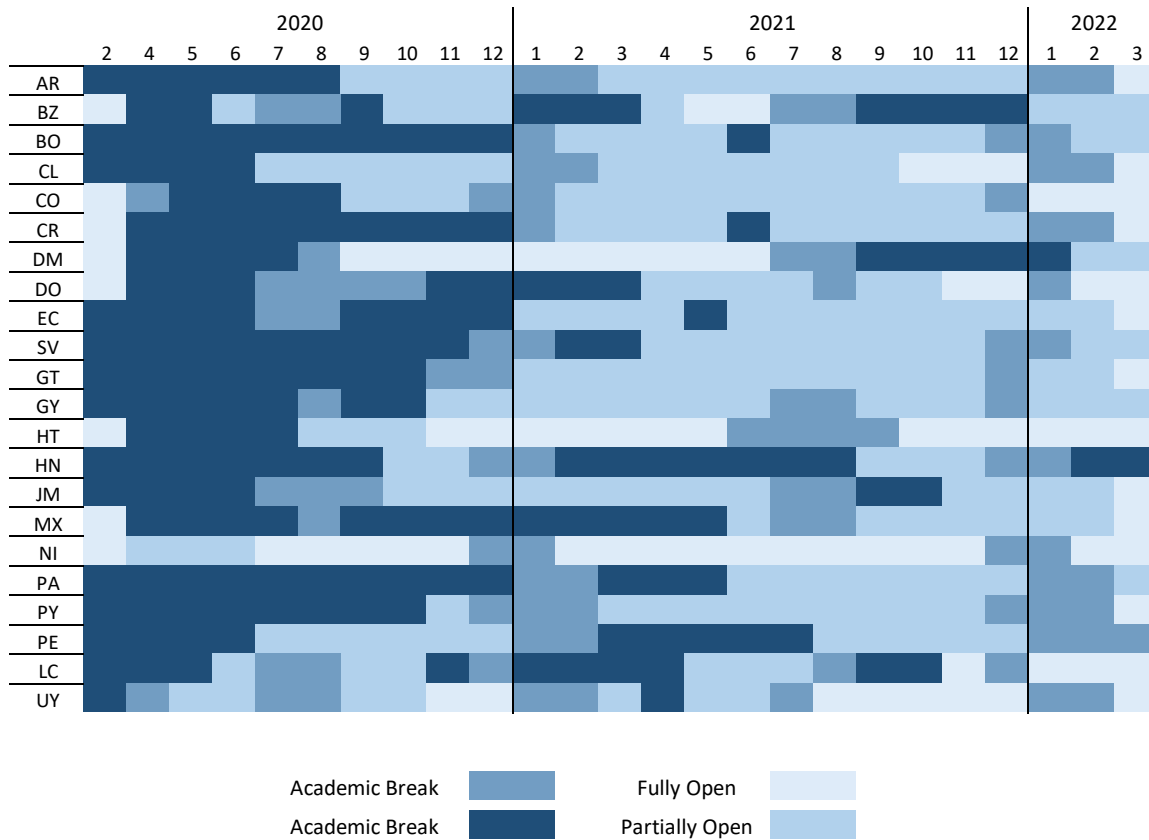 2020 2021 2022
2 4 5 6 7 8 9 10 11 12 1 2 3 4 5 6 7 8 9 10 11 12 1 2 3
AR
BZ
BO
CL
CO
CR
DM
DO
EC
SV
GT
GY
HT
HN
JM
MX
NI
PA
PY
PE
LC
UY
Academic Break Fully Open
Academic Break Partially Open